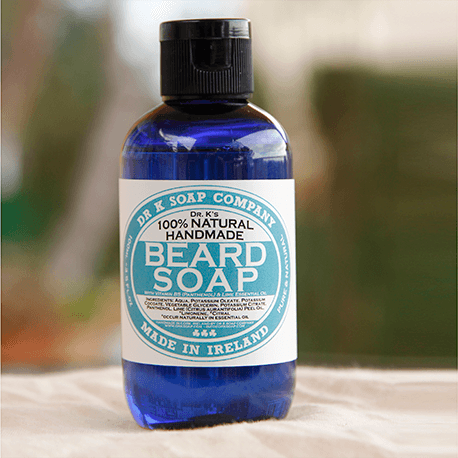 DR K SOAP COMPANY
DR. K'S
100% NATURAL
HANDMADE
BEARD
SOAP
WITH VITAMIN B5 (PANTHENOL) & LIME ESSENTIAL OIL
INGREDIENTS: AQUA, POTASSIUM OLEATE, POTASSIUM
COCOATE, VEGETABLE GLYCERIN, POTASSIUM CITRATE,
PANTHENOL, LIME (CITRUS AURANTIFOLIA) PEEL OIL,
*LIMONENE, *CITRAL.
*OCCUR NATURALLY IN ESSENTIAL OIL
MADE IN IRELAND
PURE & NATURAL